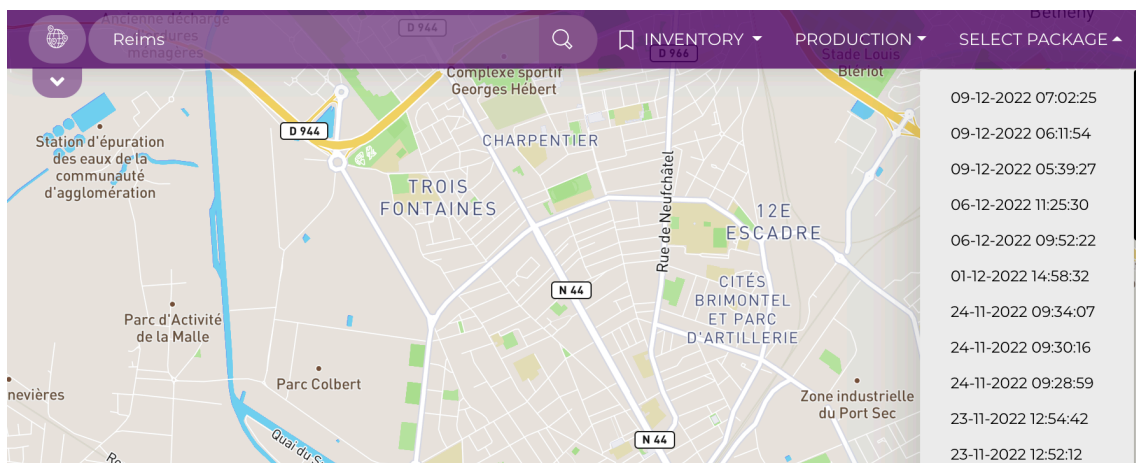 Ancienne décharge
d'ordures
ménagères
D 944
Bétheny
Reims
INVENTORY
PRODUCTION
SELECT PACKAGE
D 966
Stade Louis
Blériot
Complexe sportif
Georges Hébert
09-12-2022 07:02:25
Station d'épuration
des eaux de la
communauté
d'agglomération
D 944
CHARPENTIER
09-12-2022 06:11:54
09-12-2022 05:39:27
TROIS
FONTAINES
Rue de Neufchâtel
12E
ESCADRE
06-12-2022 11:25:30
06-12-2022 09:52:22
N 44
CITÉS
BRIMONTEL
ET PARC
D'ARTILLERIE
01-12-2022 14:58:32
Parc d'Activité
de la Malle
24-11-2022 09:34:07
24-11-2022 09:30:16
nevières
Parc Colbert
Zone industrielle
du Port Sec
24-11-2022 09:28:59
23-11-2022 12:54:42
Quai du S
N 44
23-11-2022 12:52:12